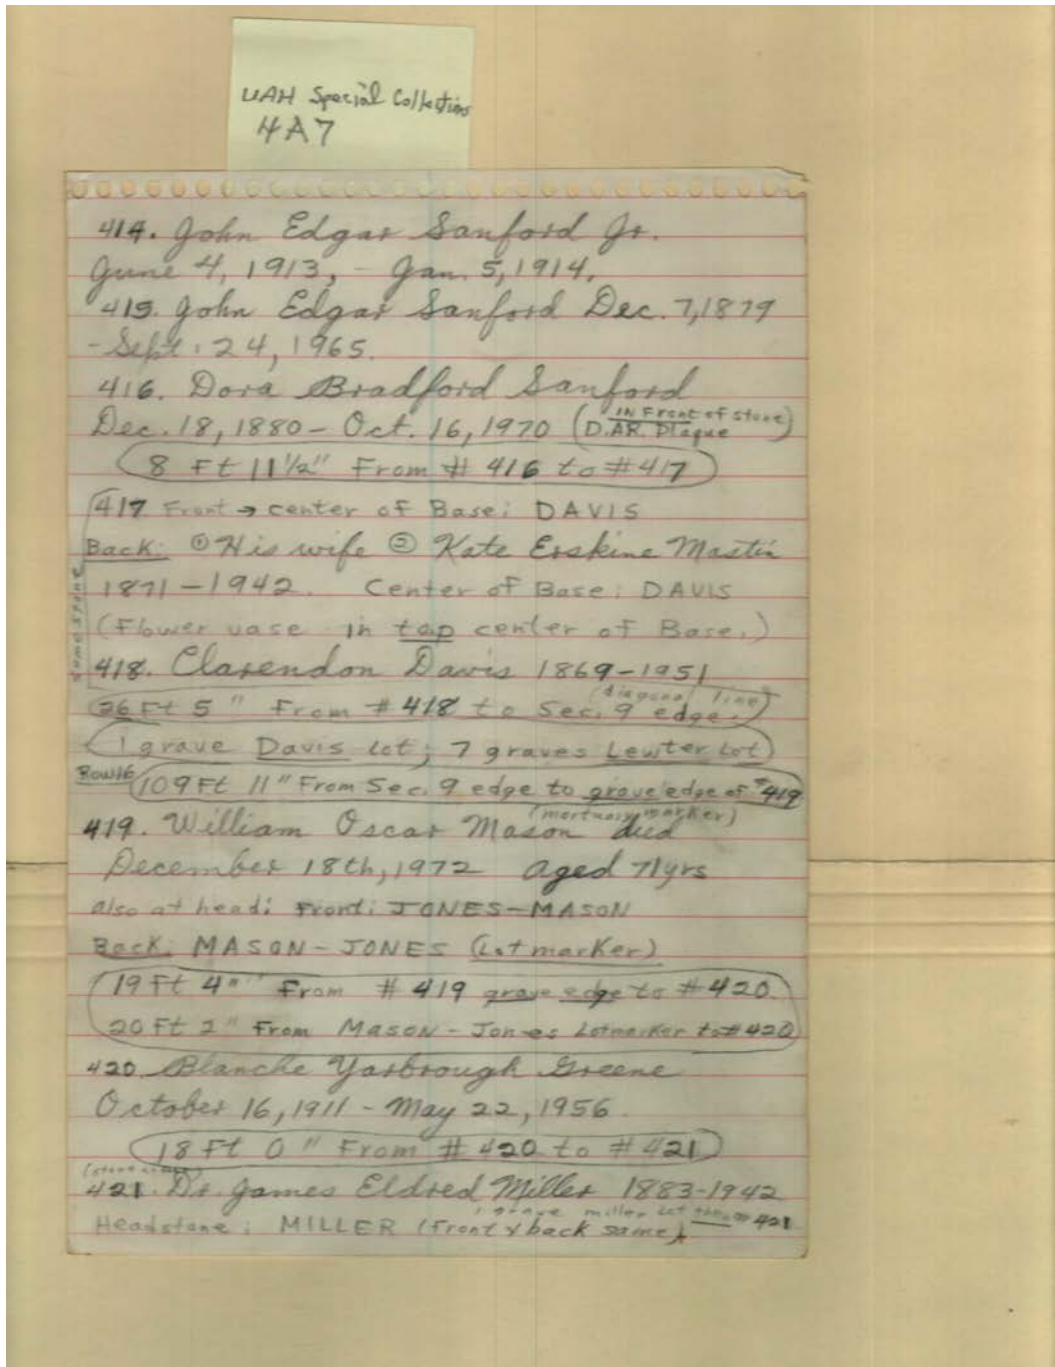 UAH Special Collections
4A7
414. John Edgar Sanford Jr.
June 4, 1913, - Jan. 5, 1914.
415. John Edgar Sanford Dec. 7, 1879
- Sept. 24, 1965.
416. Dora Bradford Sanford
Dec. 18, 1880 - Oct. 16, 1970 (IN Front of stone D.AR. Plaque)
8 Ft 11 1/2" From # 416 to # 417
417 Front → center of Base: DAVIS
Back: ① His wife ② Kate Erskine Mastin
1871-1942. Center of Base: DAVIS
(Flower vase in top center of Base.)
same stone
418. Clarendon Davis 1869-1951
(diagonal line)
26 Ft 5" From # 418 to Sec. 9 edge.
1 grave Davis Lot; 7 graves Lewter Lot
Row 16 109 Ft 11" From Sec. 9 edge to grave edge of #419
(mortuary marker)
419. William Oscar Mason died
December 18th, 1972 aged 71yrs
also at head: Front: JONES-MASON
Back: MASON-JONES (Lot marker)
19 Ft 4" From # 419 grave edge to # 420.
20 Ft 2" From Mason-Jones Lotmarker to # 420
420. Blanche Yarbrough Greene
October 16, 1911 - May 22, 1956.
18 Ft 0" From # 420 to # 421
421. Dr. James Eldred Miller 1883-1942
1 grave miller Lot then # 421
Headstone: MILLER (Front & back same)